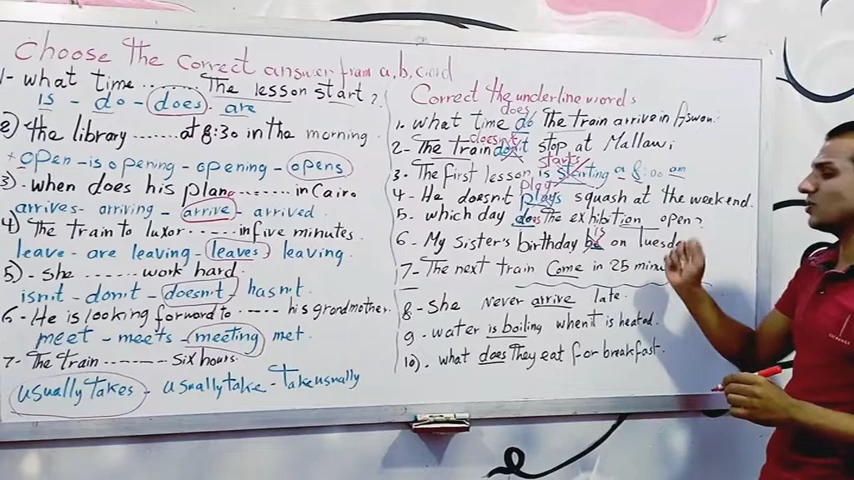 Choose The Correct answer from a, b, c or d
1- what time ......... The lesson start ?
is - do - does - are
2) the library ....... at 8:30 in the morning
open - is opening - opening - opens
3) - when does his plane ......... in Cairo
arrives - arriving - arrive - arrived
4) The train to luxor ...... in five minutes
leave - are leaving - leaves - leaving
5) - she ...... work hard
isn't - don't - doesn't - hasn't
6 - He is looking forward to ...... his grandmother.
meet - meets - meeting met
7 - The train ......... six hours
usually takes - usually take - Take usually
Correct the underline words
does
1. what time do The train arrive in Aswan
doesn't
2 - The train don't stop at Mallawi
starts
3 - The first lesson is starting a 8:00 am
play
4 - He doesn't plays squash at the weekend.
5 - which day does the exhibition open?
is
6 - My sister's birthday be on Tuesday
7 - The next train Come in 25
8 - She never arrive late.
9 - water is boiling when it is heated.
10) . what does They eat for breakfast.